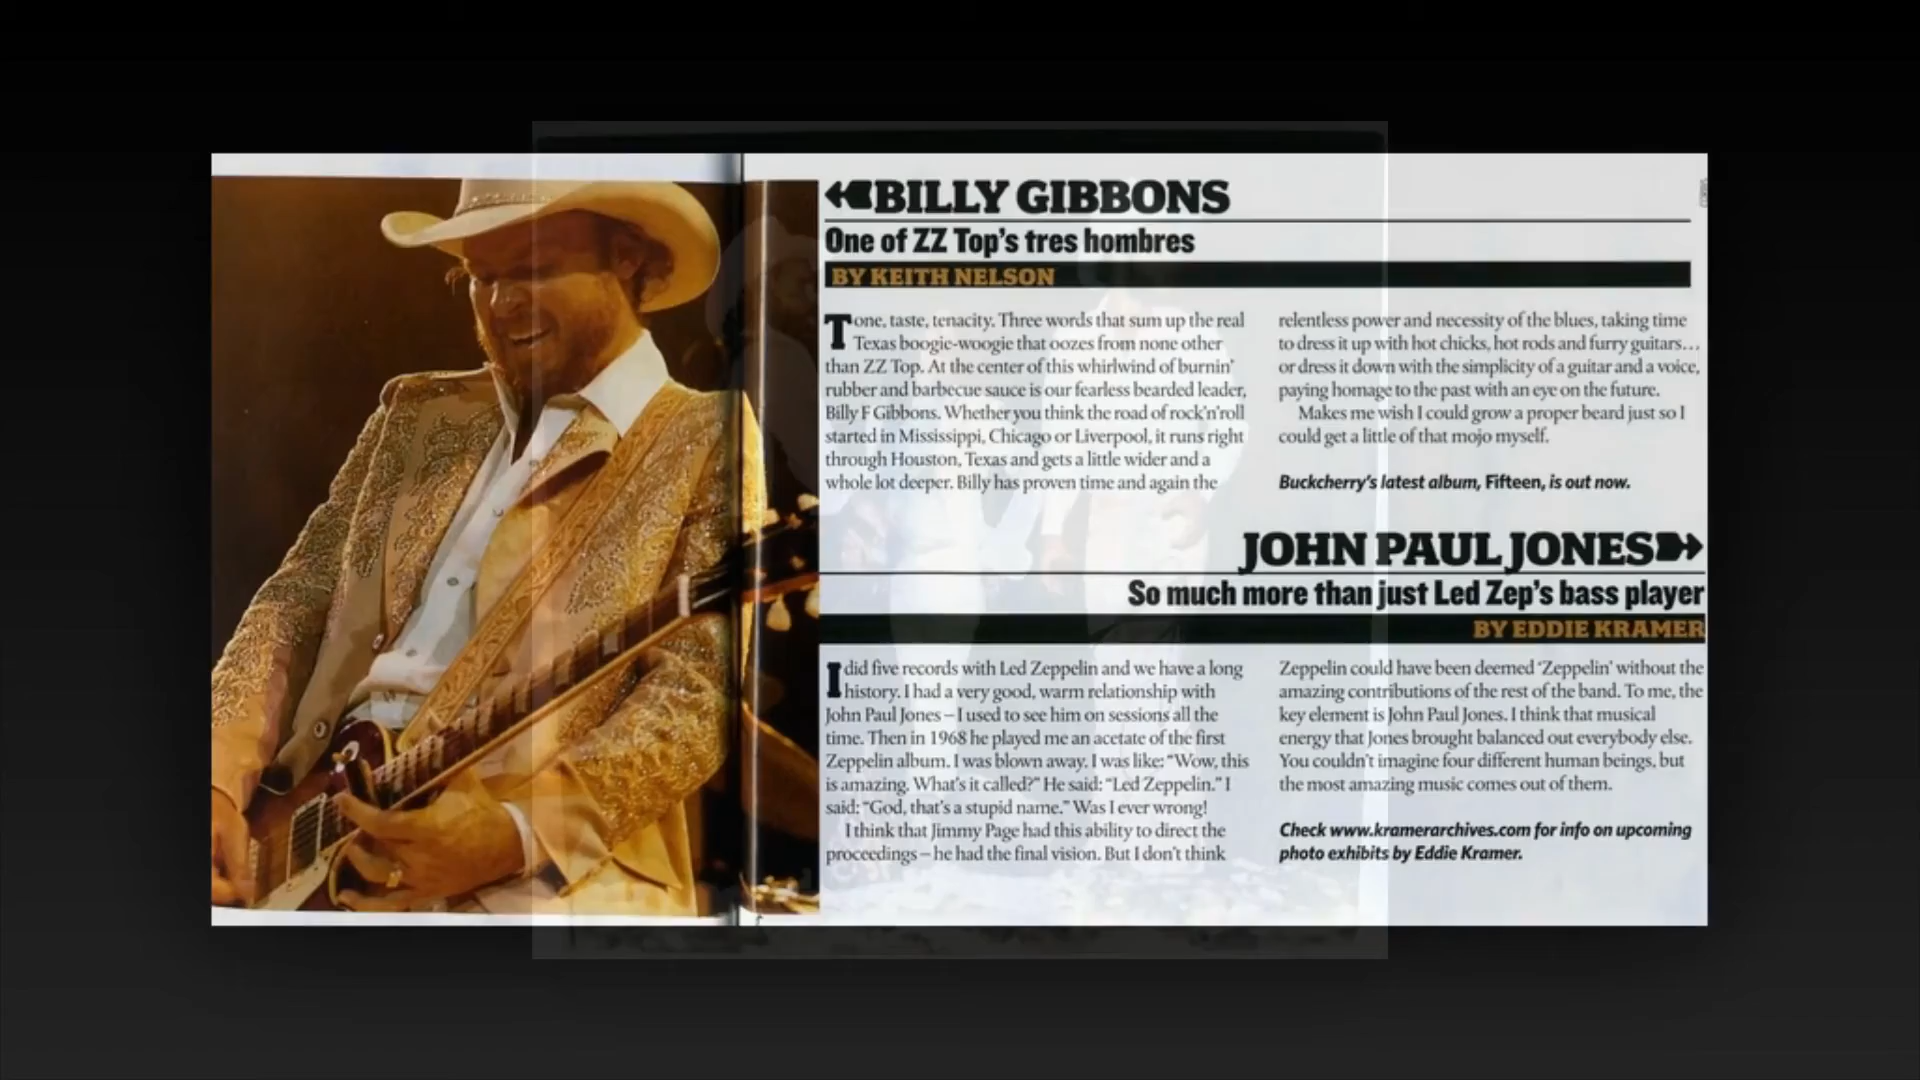 BILLY GIBBONS
One of ZZ Top's tres hombres
BY KEITH NELSON
Tone, taste, tenacity. Three words that sum up the real
Texas boogie-woogie that oozes from none other
than ZZ Top. At the center of this whirlwind of burnin'
rubber and barbecue sauce is our fearless bearded leader,
Billy F Gibbons. Whether you think the road of rock'n'roll
started in Mississippi, Chicago or Liverpool, it runs right
through Houston, Texas and gets a little wider and a
whole lot deeper. Billy has proven time and again the
relentless power and necessity of the blues, taking time
to dress it up with hot chicks, hot rods and furry guitars…
or dress it down with the simplicity of a guitar and a voice,
paying homage to the past with an eye on the future.
Makes me wish I could grow a proper beard just so I
could get a little of that mojo myself.
Buckcherry's latest album, Fifteen, is out now.
JOHN PAUL JONES
So much more than just Led Zep's bass player
BY EDDIE KRAMER
I did five records with Led Zeppelin and we have a long
history. I had a very good, warm relationship with
John Paul Jones – I used to see him on sessions all the
time. Then in 1968 he played me an acetate of the first
Zeppelin album. I was blown away. I was like: “Wow, this
is amazing. What's it called?” He said: “Led Zeppelin.” I
said: “God, that's a stupid name.” Was I ever wrong!
I think that Jimmy Page had this ability to direct the
proceedings – he had the final vision. But I don't think
Zeppelin could have been deemed ‘Zeppelin’ without the
amazing contributions of the rest of the band. To me, the
key element is John Paul Jones. I think that musical
energy that Jones brought balanced out everybody else.
You couldn't imagine four different human beings, but
the most amazing music comes out of them.
Check www.kramerarchives.com for info on upcoming
photo exhibits by Eddie Kramer.